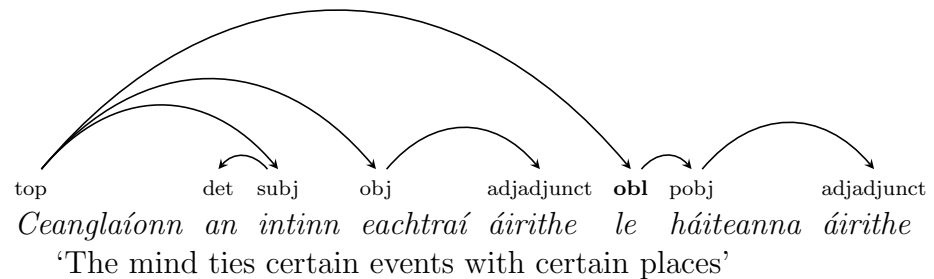 top det subj obj adjadjunct obl pobj adjadjunct
Ceanglaíonn an intinn eachtraí áirithe le háiteanna áirithe
‘The mind ties certain events with certain places’